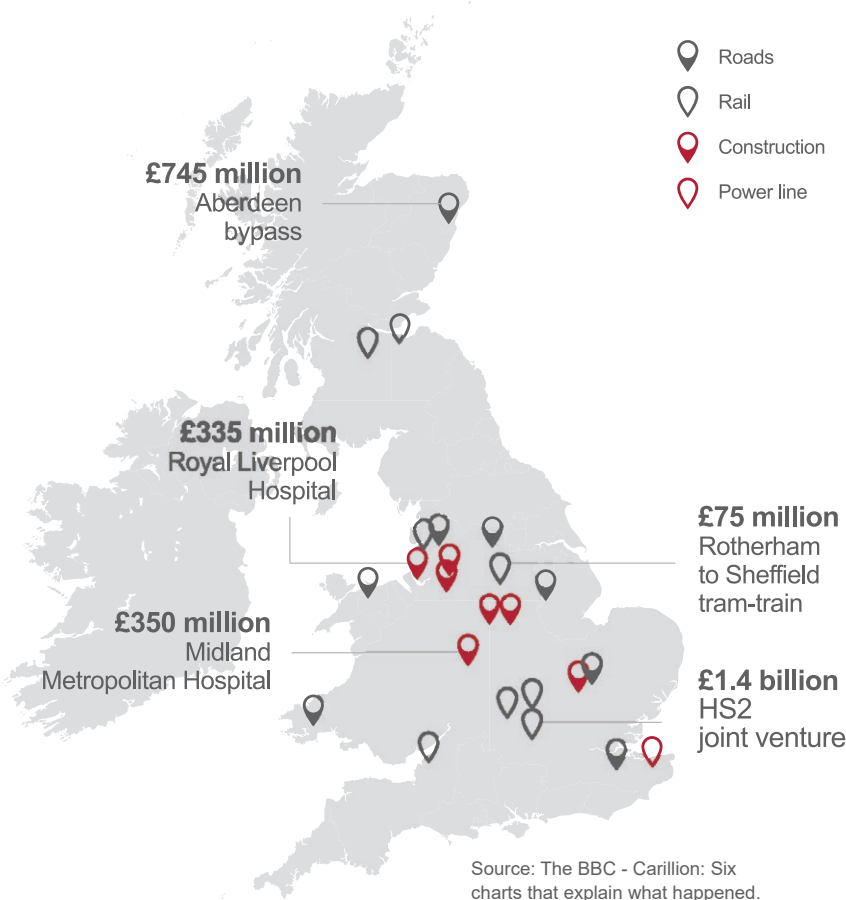 Roads
Rail
Construction
Power line
£745 million
Aberdeen
bypass
£335 million
Royal Liverpool
Hospital
£75 million
Rotherham
to Sheffield
tram-train
£350 million
Midland
Metropolitan Hospital
£1.4 billion
HS2
joint venture
Source: The BBC - Carillion: Six
charts that explain what happened.